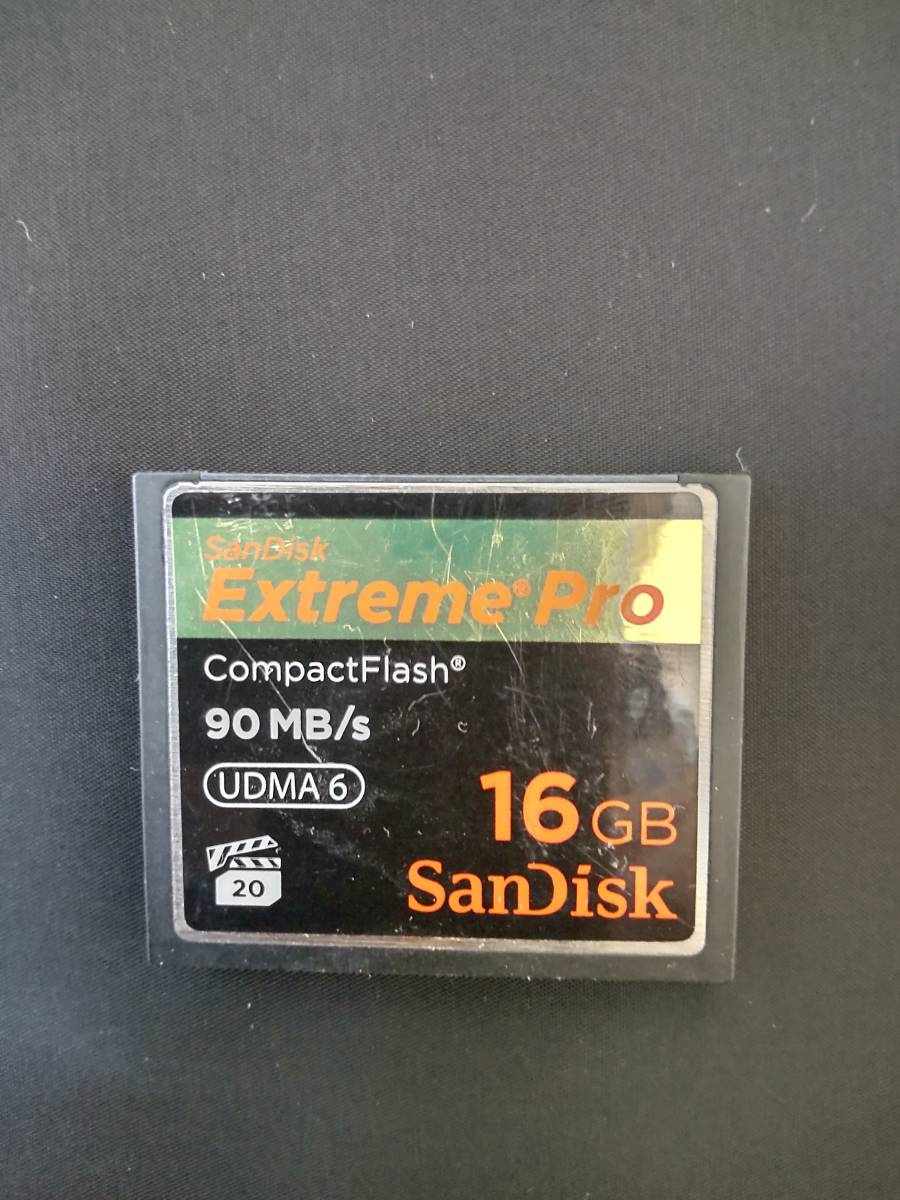 SanDisk
Extreme® Pro
CompactFlash®
90 MB/s
UDMA 6
16 GB
20
SanDisk